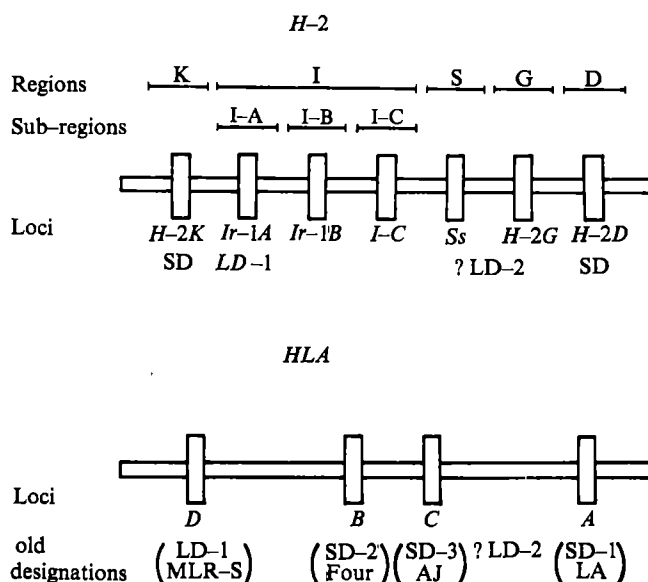 H–2
Regions K I S G D
Sub–regions I–A I–B I–C
Loci H–2K Ir–1A Ir–1B I–C Ss H–2G H–2D
SD LD–1 ? LD–2 SD
HLA
Loci
D B C A
old (LD–1 (SD–2 (SD–3 ? LD–2 (SD–1
designations MLR–S) Four) AJ) LA)